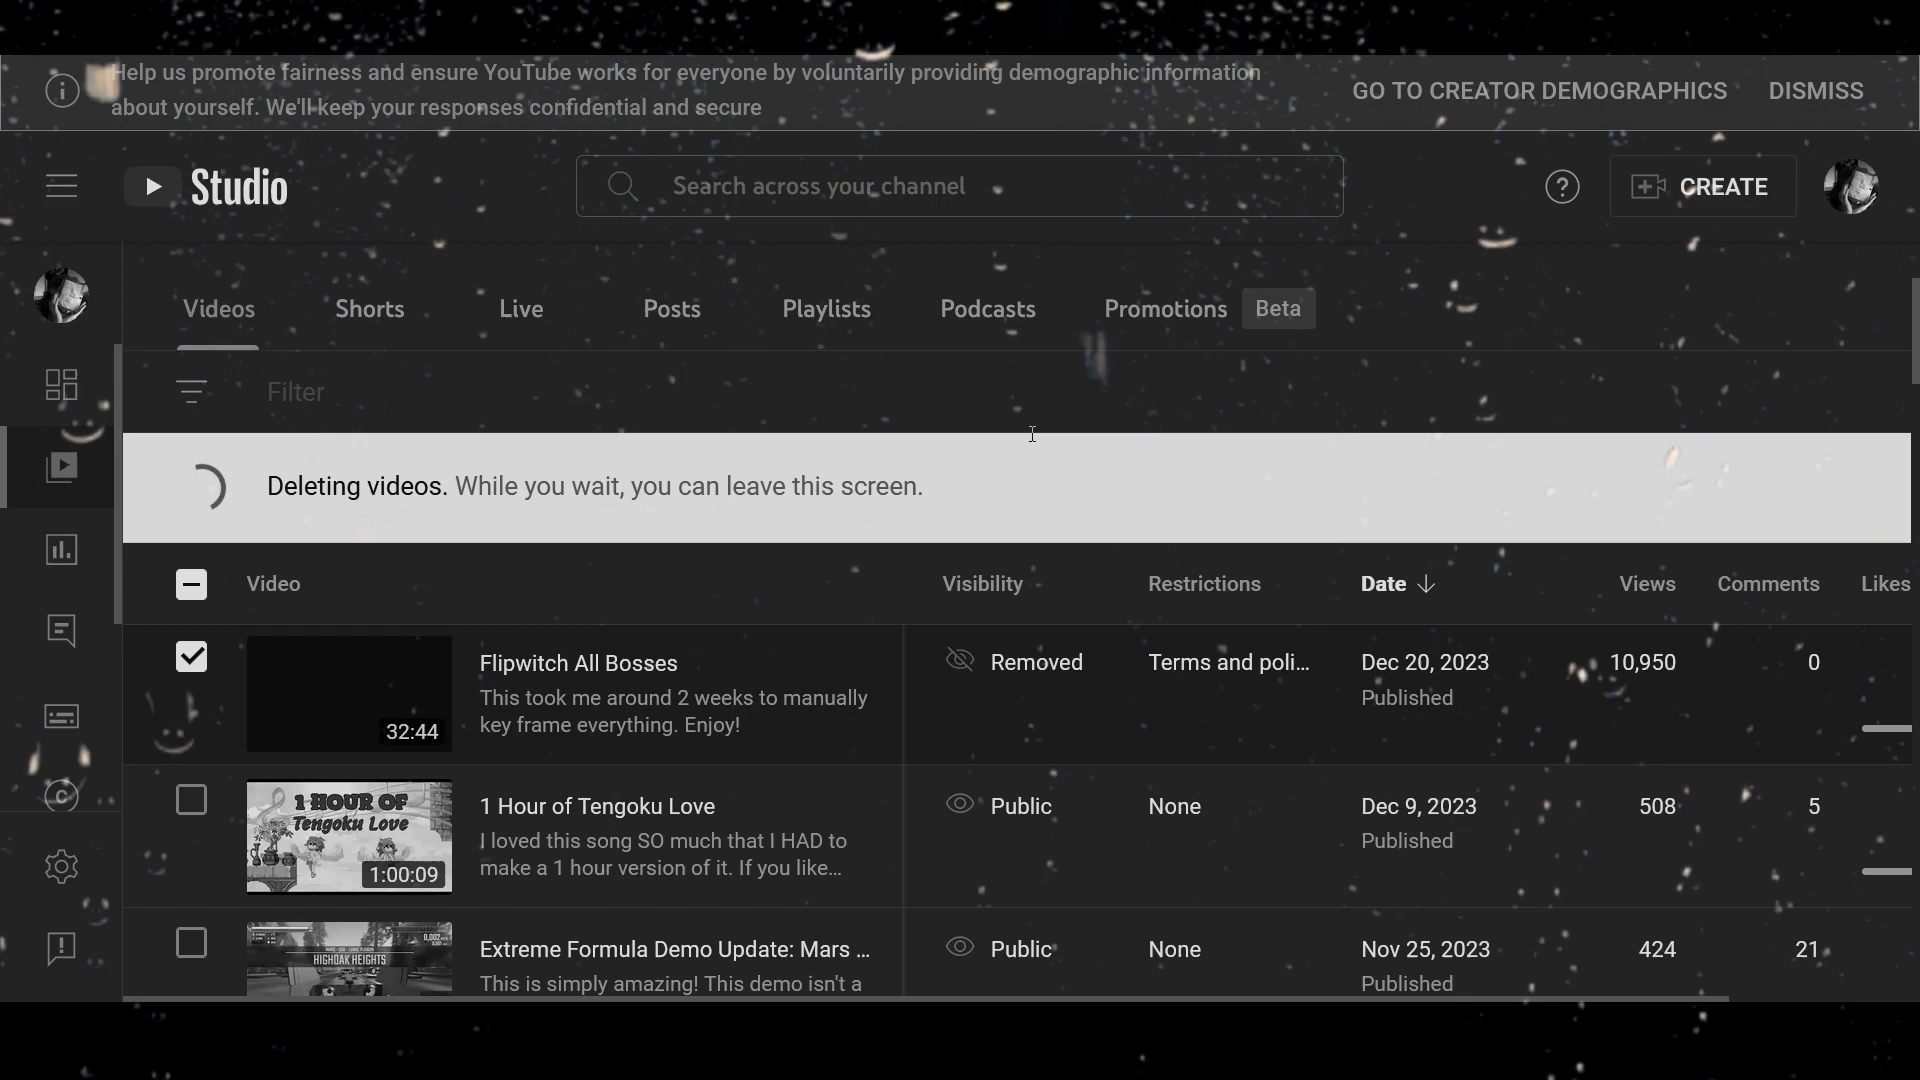 Help us promote fairness and ensure YouTube works for everyone by voluntarily providing demographic information
about yourself. We'll keep your responses confidential and secure
GO TO CREATOR DEMOGRAPHICS
DISMISS
Studio
Search across your channel
CREATE
Videos
Shorts
Live
Posts
Playlists
Podcasts
Promotions
Beta
Filter
Deleting videos. While you wait, you can leave this screen.
Video
Visibility
Restrictions
Date
Views
Comments
Likes
32:44
Flipwitch All Bosses
This took me around 2 weeks to manually
key frame everything. Enjoy!
Removed
Terms and poli...
Dec 20, 2023
Published
10,950
0
1 HOUR OF
Tengoku Love
1:00:09
1 Hour of Tengoku Love
I loved this song SO much that I HAD to
make a 1 hour version of it. If you like...
Public
None
Dec 9, 2023
Published
508
5
HIGHOAK HEIGHTS
Extreme Formula Demo Update: Mars ...
This is simply amazing! This demo isn't a
Public
None
Nov 25, 2023
Published
424
21